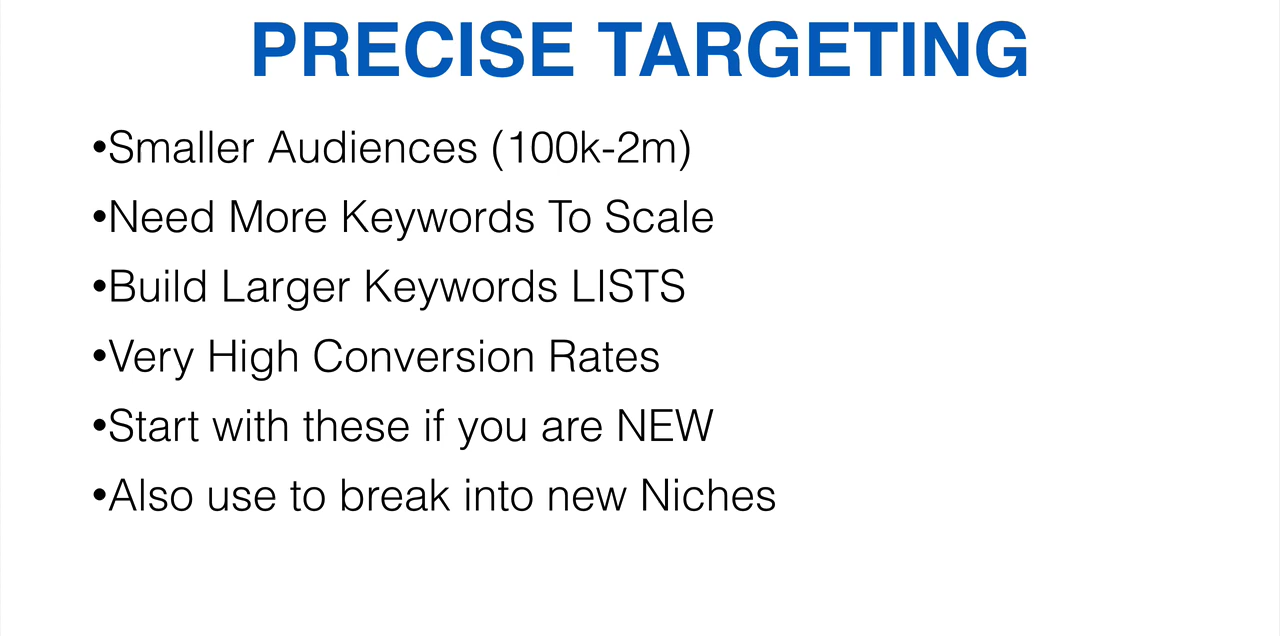 PRECISE TARGETING
•Smaller Audiences (100k-2m)
•Need More Keywords To Scale
•Build Larger Keywords LISTS
•Very High Conversion Rates
•Start with these if you are NEW
•Also use to break into new Niches